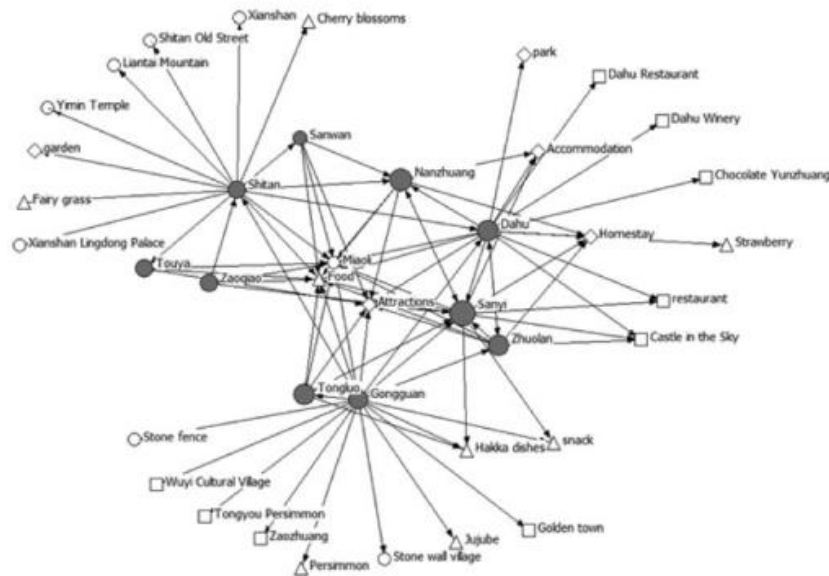 Xianshan
Cherry blossoms
Shitan Old Street
Liantai Mountain
park
Dahu Restaurant
Yimin Temple
Dahu Winery
Sanwan
garden
Accommodation
Nanzhuang
Chocolate Yunzhuang
Shitan
Fairy grass
Dahu
Homestay
Strawberry
Xianshan Lingdong Palace
Miaoli
Touya
Zaoqiao
Food
Attractions
restaurant
Sanyi
Castle in the Sky
Zhuolan
Tongluo
Gongguan
Stone fence
snack
Hakka dishes
Wuyi Cultural Village
Tongyou Persimmon
Golden town
Zaozhuang
Jujube
Stone wall village
Persimmon